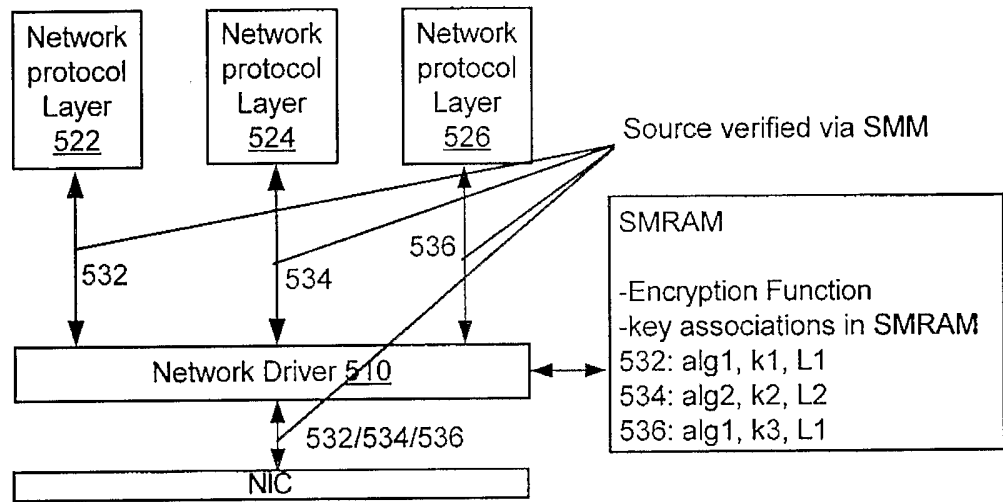 Network
protocol
Layer
522
Network
protocol
Layer
524
Network
protocol
Layer
526
Source verified via SMM
532
534
536
SMRAM
-Encryption Function
-key associations in SMRAM
532: alg1, k1, L1
534: alg2, k2, L2
536: alg1, k3, L1
Network Driver 510
532/534/536
NIC